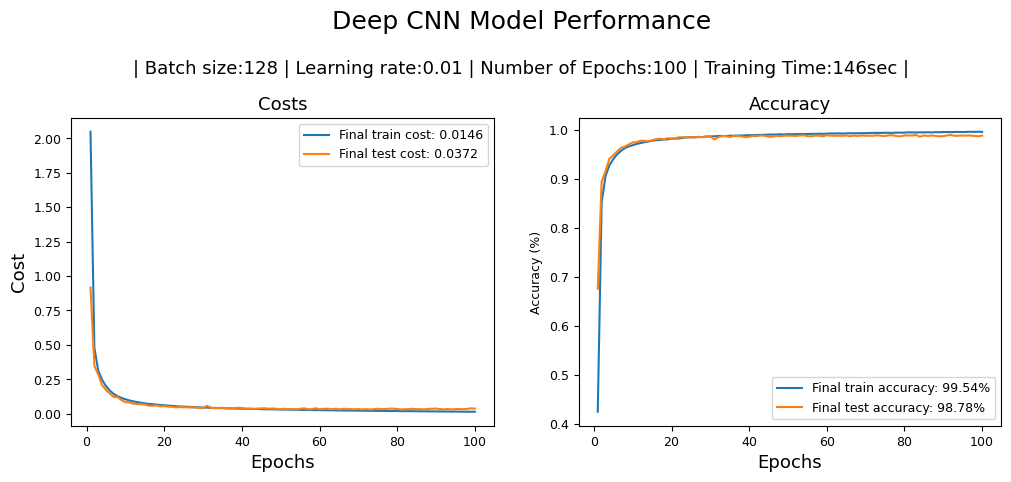 Deep CNN Model Performance
| Batch size:128 | Learning rate:0.01 | Number of Epochs:100 | Training Time:146sec |
Costs
Final train cost: 0.0146
Final test cost: 0.0372
2.00
1.75
1.50
1.25
1.00
0.75
0.50
0.25
0.00
Cost
0 20 40 60 80 100
Epochs
Accuracy
1.0
0.9
0.8
0.7
0.6
0.5
0.4
Accuracy (%)
Final train accuracy: 99.54%
Final test accuracy: 98.78%
0 20 40 60 80 100
Epochs